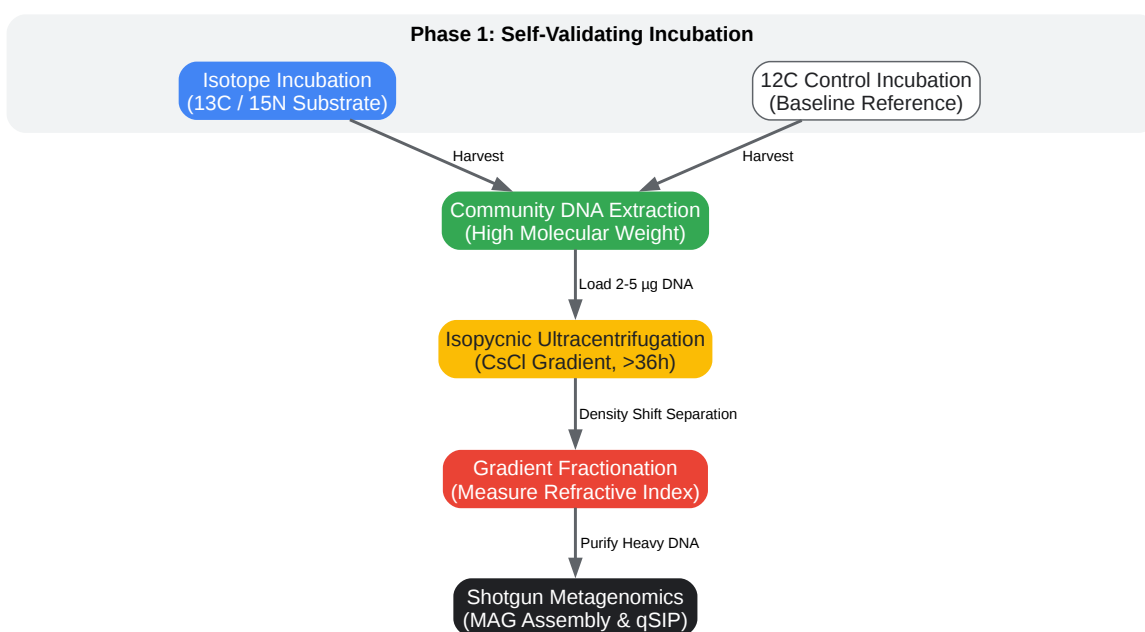 Phase 1: Self-Validating Incubation
Isotope Incubation
(13C / 15N Substrate)
12C Control Incubation
(Baseline Reference)
Harvest
Harvest
Community DNA Extraction
(High Molecular Weight)
Load 2-5 µg DNA
Isopycnic Ultracentrifugation
(CsCl Gradient, >36h)
Density Shift Separation
Gradient Fractionation
(Measure Refractive Index)
Purify Heavy DNA
Shotgun Metagenomics
(MAG Assembly & qSIP)